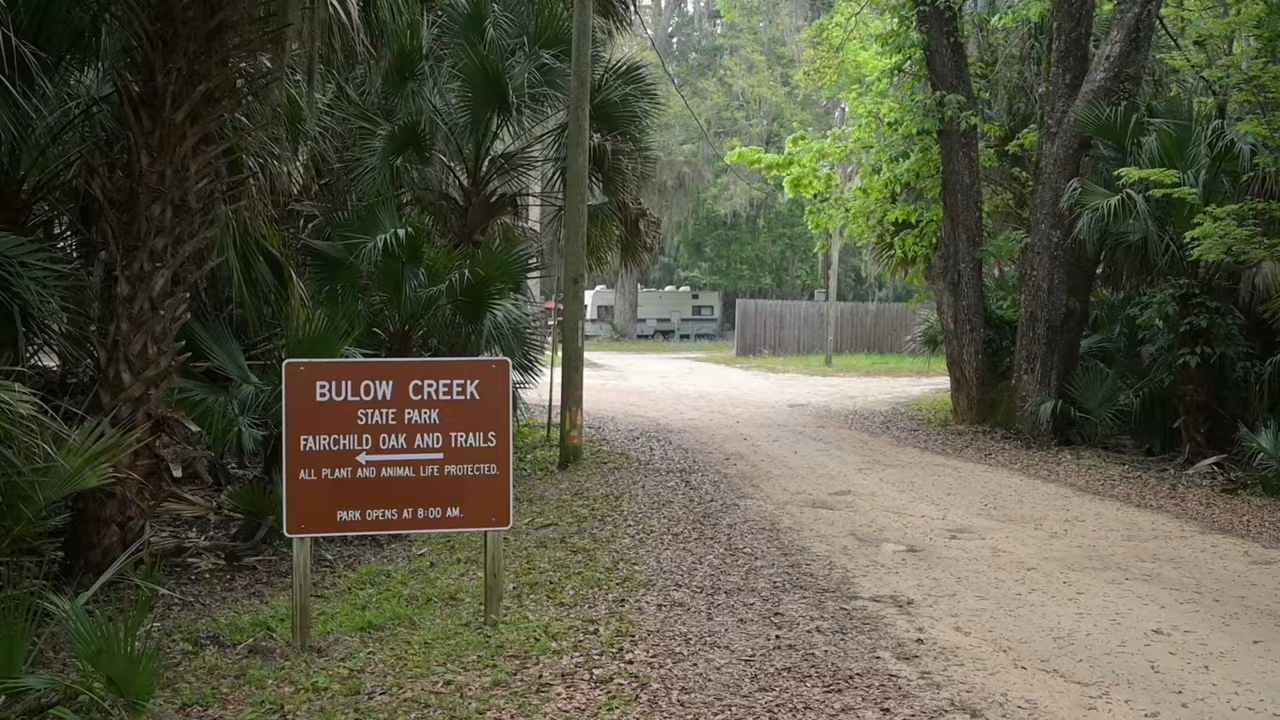 BULOW CREEK
STATE PARK
FAIRCHILD OAK AND TRAILS
ALL PLANT AND ANIMAL LIFE PROTECTED.
PARK OPENS AT 8:00 AM.